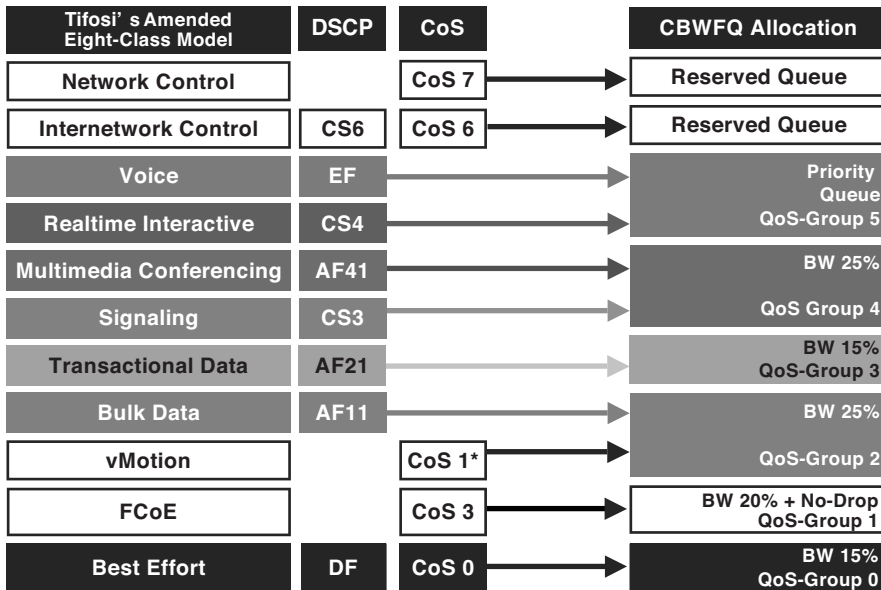 Tifosi's Amended
Eight-Class Model
DSCP
CoS
CBWFQ Allocation
Network Control
CoS 7
Reserved Queue
Internetwork Control
CS6
CoS 6
Reserved Queue
Voice
EF
Priority
Queue
QoS-Group 5
Realtime Interactive
CS4
Multimedia Conferencing
AF41
BW 25%
QoS Group 4
Signaling
CS3
Transactional Data
AF21
BW 15%
QoS-Group 3
Bulk Data
AF11
BW 25%
QoS-Group 2
vMotion
CoS 1*
FCoE
CoS 3
BW 20% + No-Drop
QoS-Group 1
Best Effort
DF
CoS 0
BW 15%
QoS-Group 0